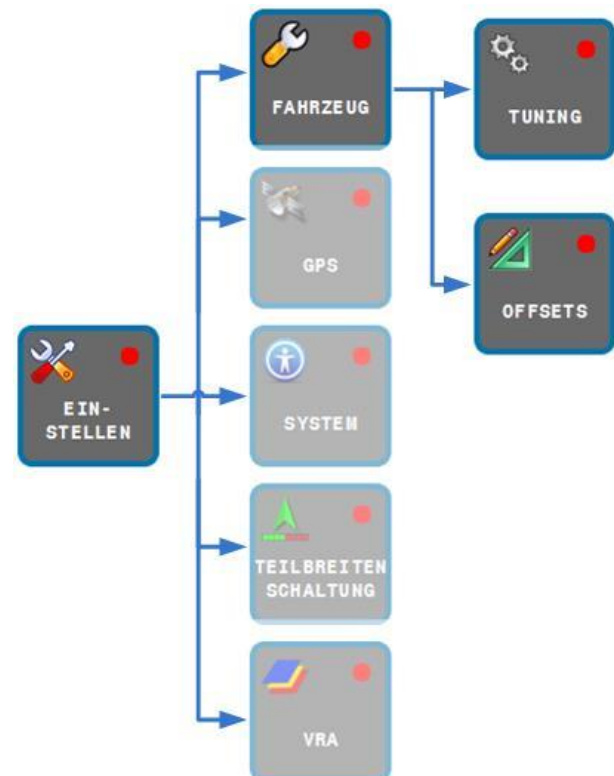 FAHRZEUG
TUNING
GPS
OFFSETS
EIN-
STELLEN
SYSTEM
TEILBREITEN
SCHALTUNG
VRA